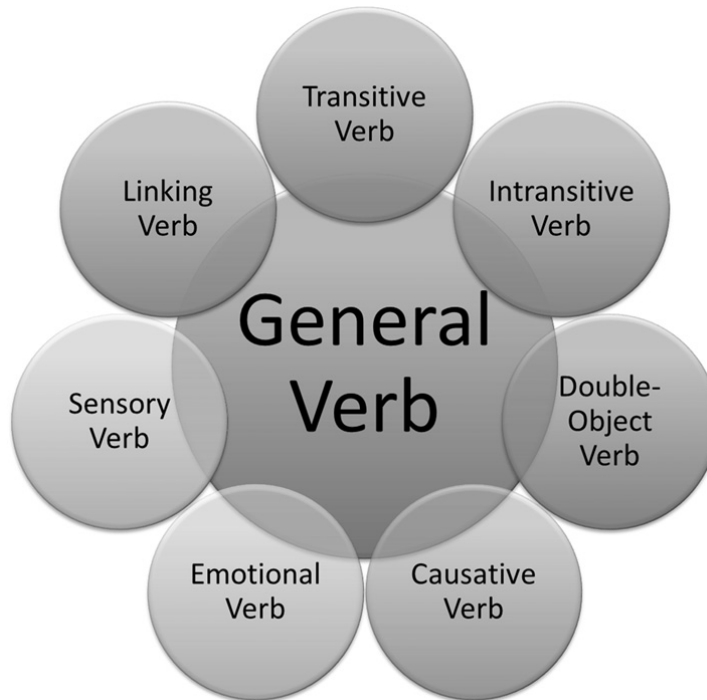 Transitive
Verb
Linking
Verb
Intransitive
Verb
General
Verb
Sensory
Verb
Double-
Object
Verb
Emotional
Verb
Causative
Verb